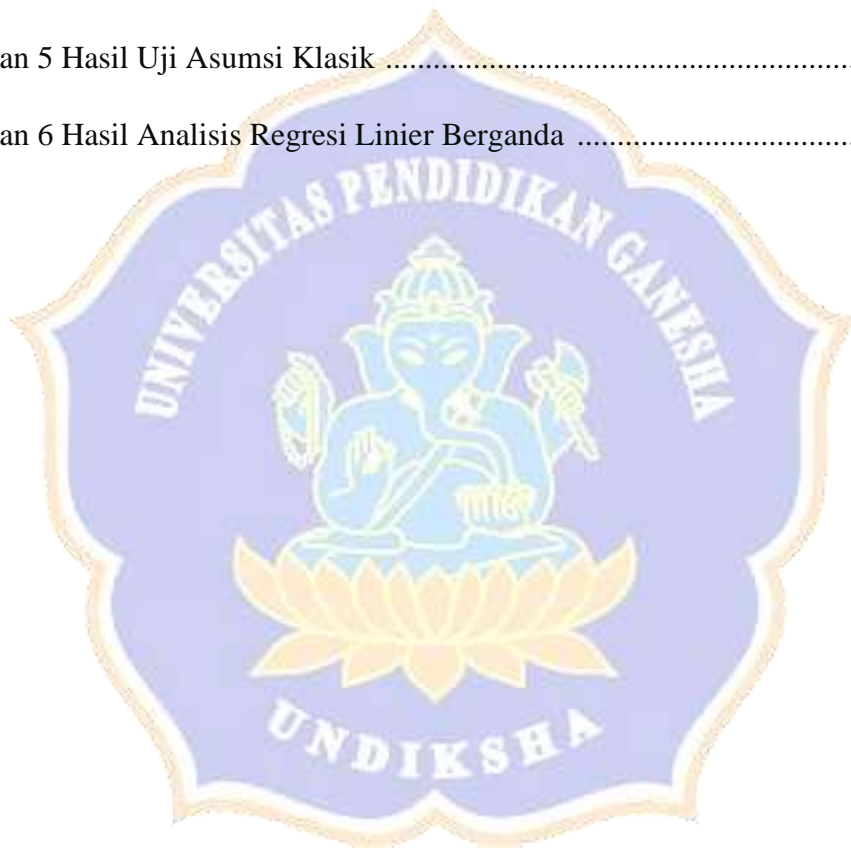 an 5 Hasil Uji Asumsi Klasik ..........................................................
an 6 Hasil Analisis Regresi Linier Berganda ..................................
UNIVERSITAS PENDIDIKAN GANESHA
UNDIKSHA